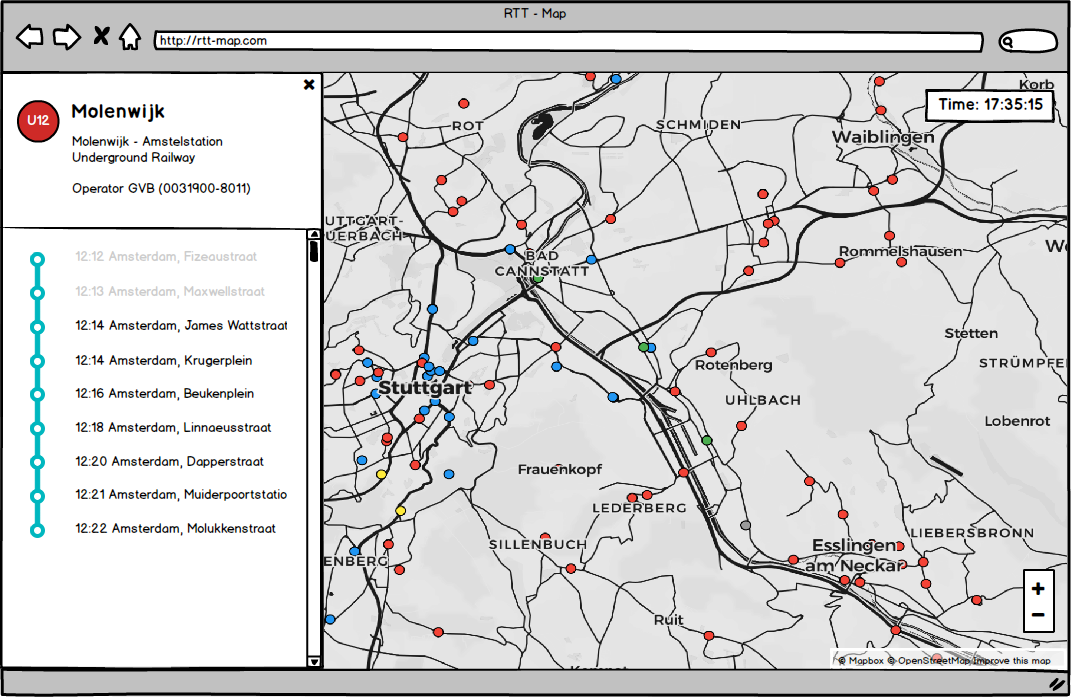 RTT - Map
http://rtt-map.com
U12
Molenwijk
Molenwijk - Amstelstation
Underground Railway
Operator GVB (0031900-8011)
12:12 Amsterdam, Fizeaustraat
12:13 Amsterdam, Maxwellstraat
12:14 Amsterdam, James Wattstraat
12:14 Amsterdam, Krugerplein
12:16 Amsterdam, Beukenplein
12:18 Amsterdam, Linnaeusstraat
12:20 Amsterdam, Dapperstraat
12:21 Amsterdam, Muiderpoortstatio
12:22 Amsterdam, Molukkenstraat
Korb
Time: 17:35:15
ROT
SCHMIDEN
Waiblingen
UTTGART-
UERBACH
BAD
CANNSTATT
Rommelshausen
Stetten
STRÜMPFE
Rotenberg
Stuttgart
UHLBACH
Lobenrot
Frauenkopf
LEDERBERG
SILLENBUCH
LIEBERSBRONN
Esslingen
am Neckar
ENBERG
Ruit
+
−
© Mapbox © OpenStreetMap Improve this map